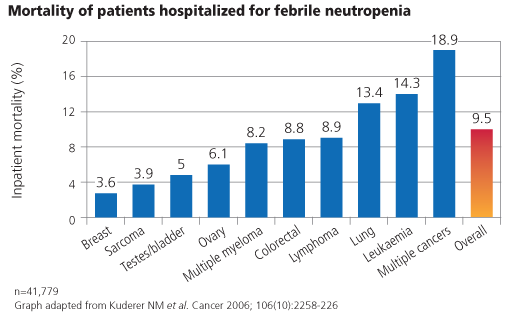 Mortality of patients hospitalized for febrile neutropenia
Inpatient mortality (%)
20
16
12
8
4
0
3.6
3.9
5
6.1
8.2
8.8
8.9
13.4
14.3
18.9
9.5
Breast
Sarcoma
Testes/bladder
Ovary
Multiple myeloma
Colorectal
Lymphoma
Lung
Leukaemia
Multiple cancers
Overall
n=41,779
Graph adapted from Kuderer NM et al. Cancer 2006; 106(10):2258-226